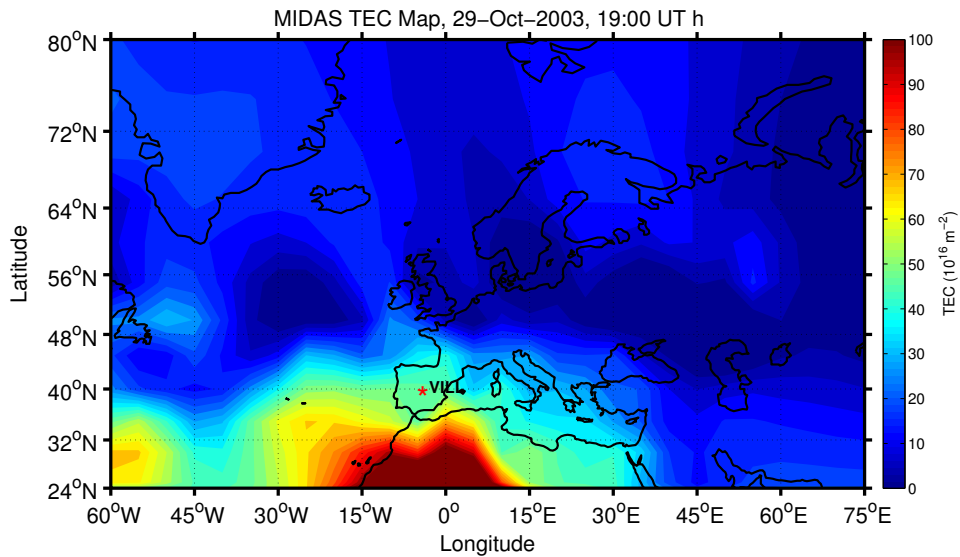 MIDAS TEC Map, 29−Oct−2003, 19:00 UT h
80°N
72°N
64°N
56°N
48°N
40°N
32°N
24°N
Latitude
VILL
60°W
45°W
30°W
15°W
0°
15°E
30°E
45°E
60°E
75°E
Longitude
100
90
80
70
60
50
40
30
20
10
0
TEC (10¹⁶ m⁻²)